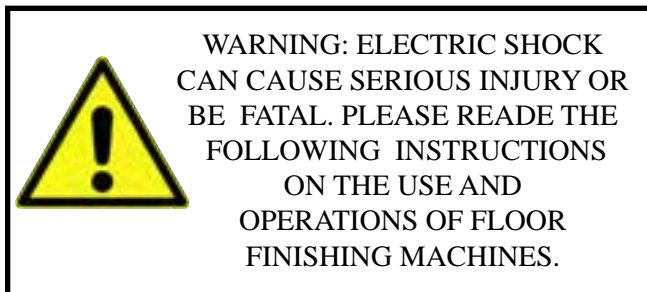 WARNING: ELECTRIC SHOCK
CAN CAUSE SERIOUS INJURY OR
BE FATAL. PLEASE READE THE
FOLLOWING INSTRUCTIONS
ON THE USE AND
OPERATIONS OF FLOOR
FINISHING MACHINES.